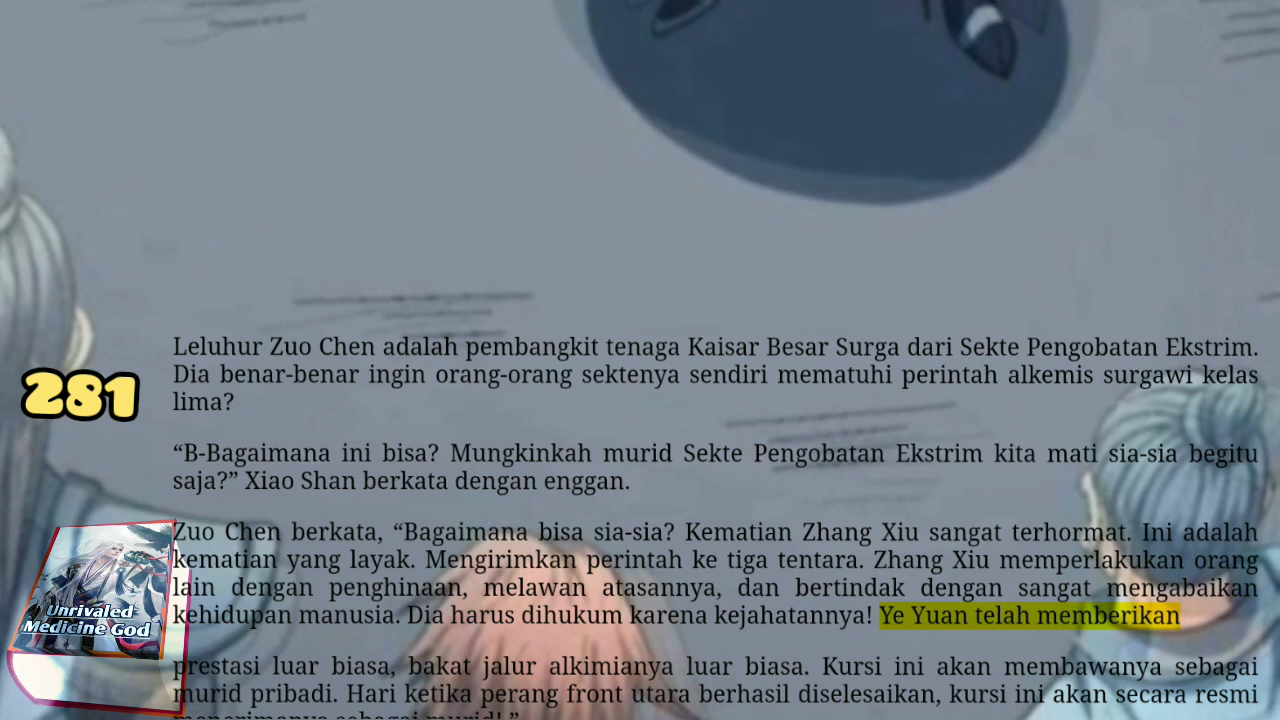 Leluhur Zuo Chen adalah pembangkit tenaga Kaisar Besar Surga dari Sekte Pengobatan Ekstrim.
Dia benar-benar ingin orang-orang sektenya sendiri mematuhi perintah alkemis surgawi kelas
lima?
281
“B-Bagaimana ini bisa? Mungkinkah murid Sekte Pengobatan Ekstrim kita mati sia-sia begitu
saja?” Xiao Shan berkata dengan enggan.
Zuo Chen berkata, “Bagaimana bisa sia-sia? Kematian Zhang Xiu sangat terhormat. Ini adalah
kematian yang layak. Mengirimkan perintah ke tiga tentara. Zhang Xiu memperlakukan orang
lain dengan penghinaan, melawan atasannya, dan bertindak dengan sangat mengabaikan
kehidupan manusia. Dia harus dihukum karena kejahatannya! Ye Yuan telah memberikan
Unrivaled
Medicine God
prestasi luar biasa, bakat jalur alkimianya luar biasa. Kursi ini akan membawanya sebagai
murid pribadi. Hari ketika perang front utara berhasil diselesaikan, kursi ini akan secara resmi
menerimanya sebagai murid! ”